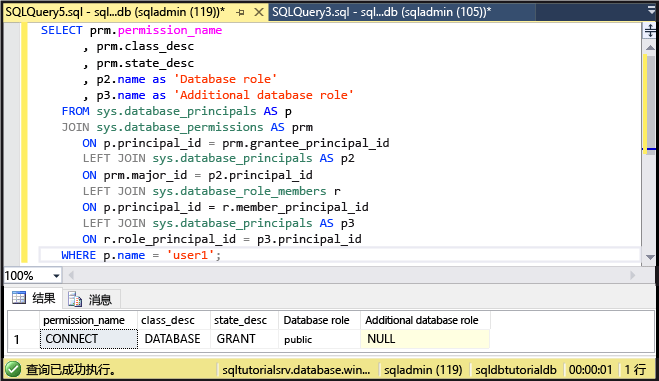 SQLQuery5.sql - sql...db (sqladmin (119))*
SQLQuery3.sql - sql...db (sqladmin (105))*
SELECT prm.permission_name
, prm.class_desc
, prm.state_desc
, p2.name as 'Database role'
, p3.name as 'Additional database role'
FROM sys.database_principals AS p
JOIN sys.database_permissions AS prm
ON p.principal_id = prm.grantee_principal_id
LEFT JOIN sys.database_principals AS p2
ON prm.major_id = p2.principal_id
LEFT JOIN sys.database_role_members r
ON p.principal_id = r.member_principal_id
LEFT JOIN sys.database_principals AS p3
ON r.role_principal_id = p3.principal_id
WHERE p.name = 'user1';
100%
结果 消息
permission_name class_desc state_desc Database role Additional database role
1 CONNECT DATABASE GRANT public NULL
查询已成功执行。 sqltutorialsrv.database.win... sqladmin (119) sqldbtutorialdb 00:00:01 1 行